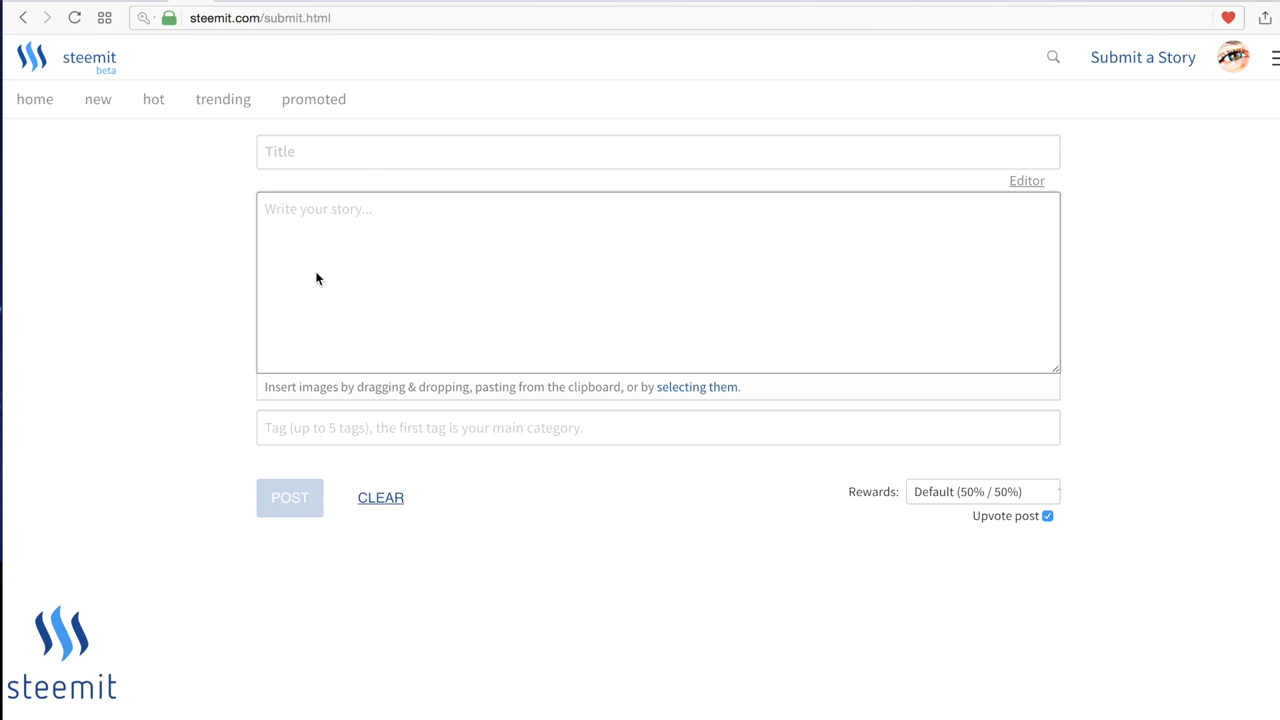 steemit.com/submit.html
steemit
beta
Submit a Story
home new hot trending promoted
Title
Editor
Write your story...
Insert images by dragging & dropping, pasting from the clipboard, or by selecting them.
Tag (up to 5 tags), the first tag is your main category.
POST CLEAR
Rewards: Default (50% / 50%)
Upvote post
steemit